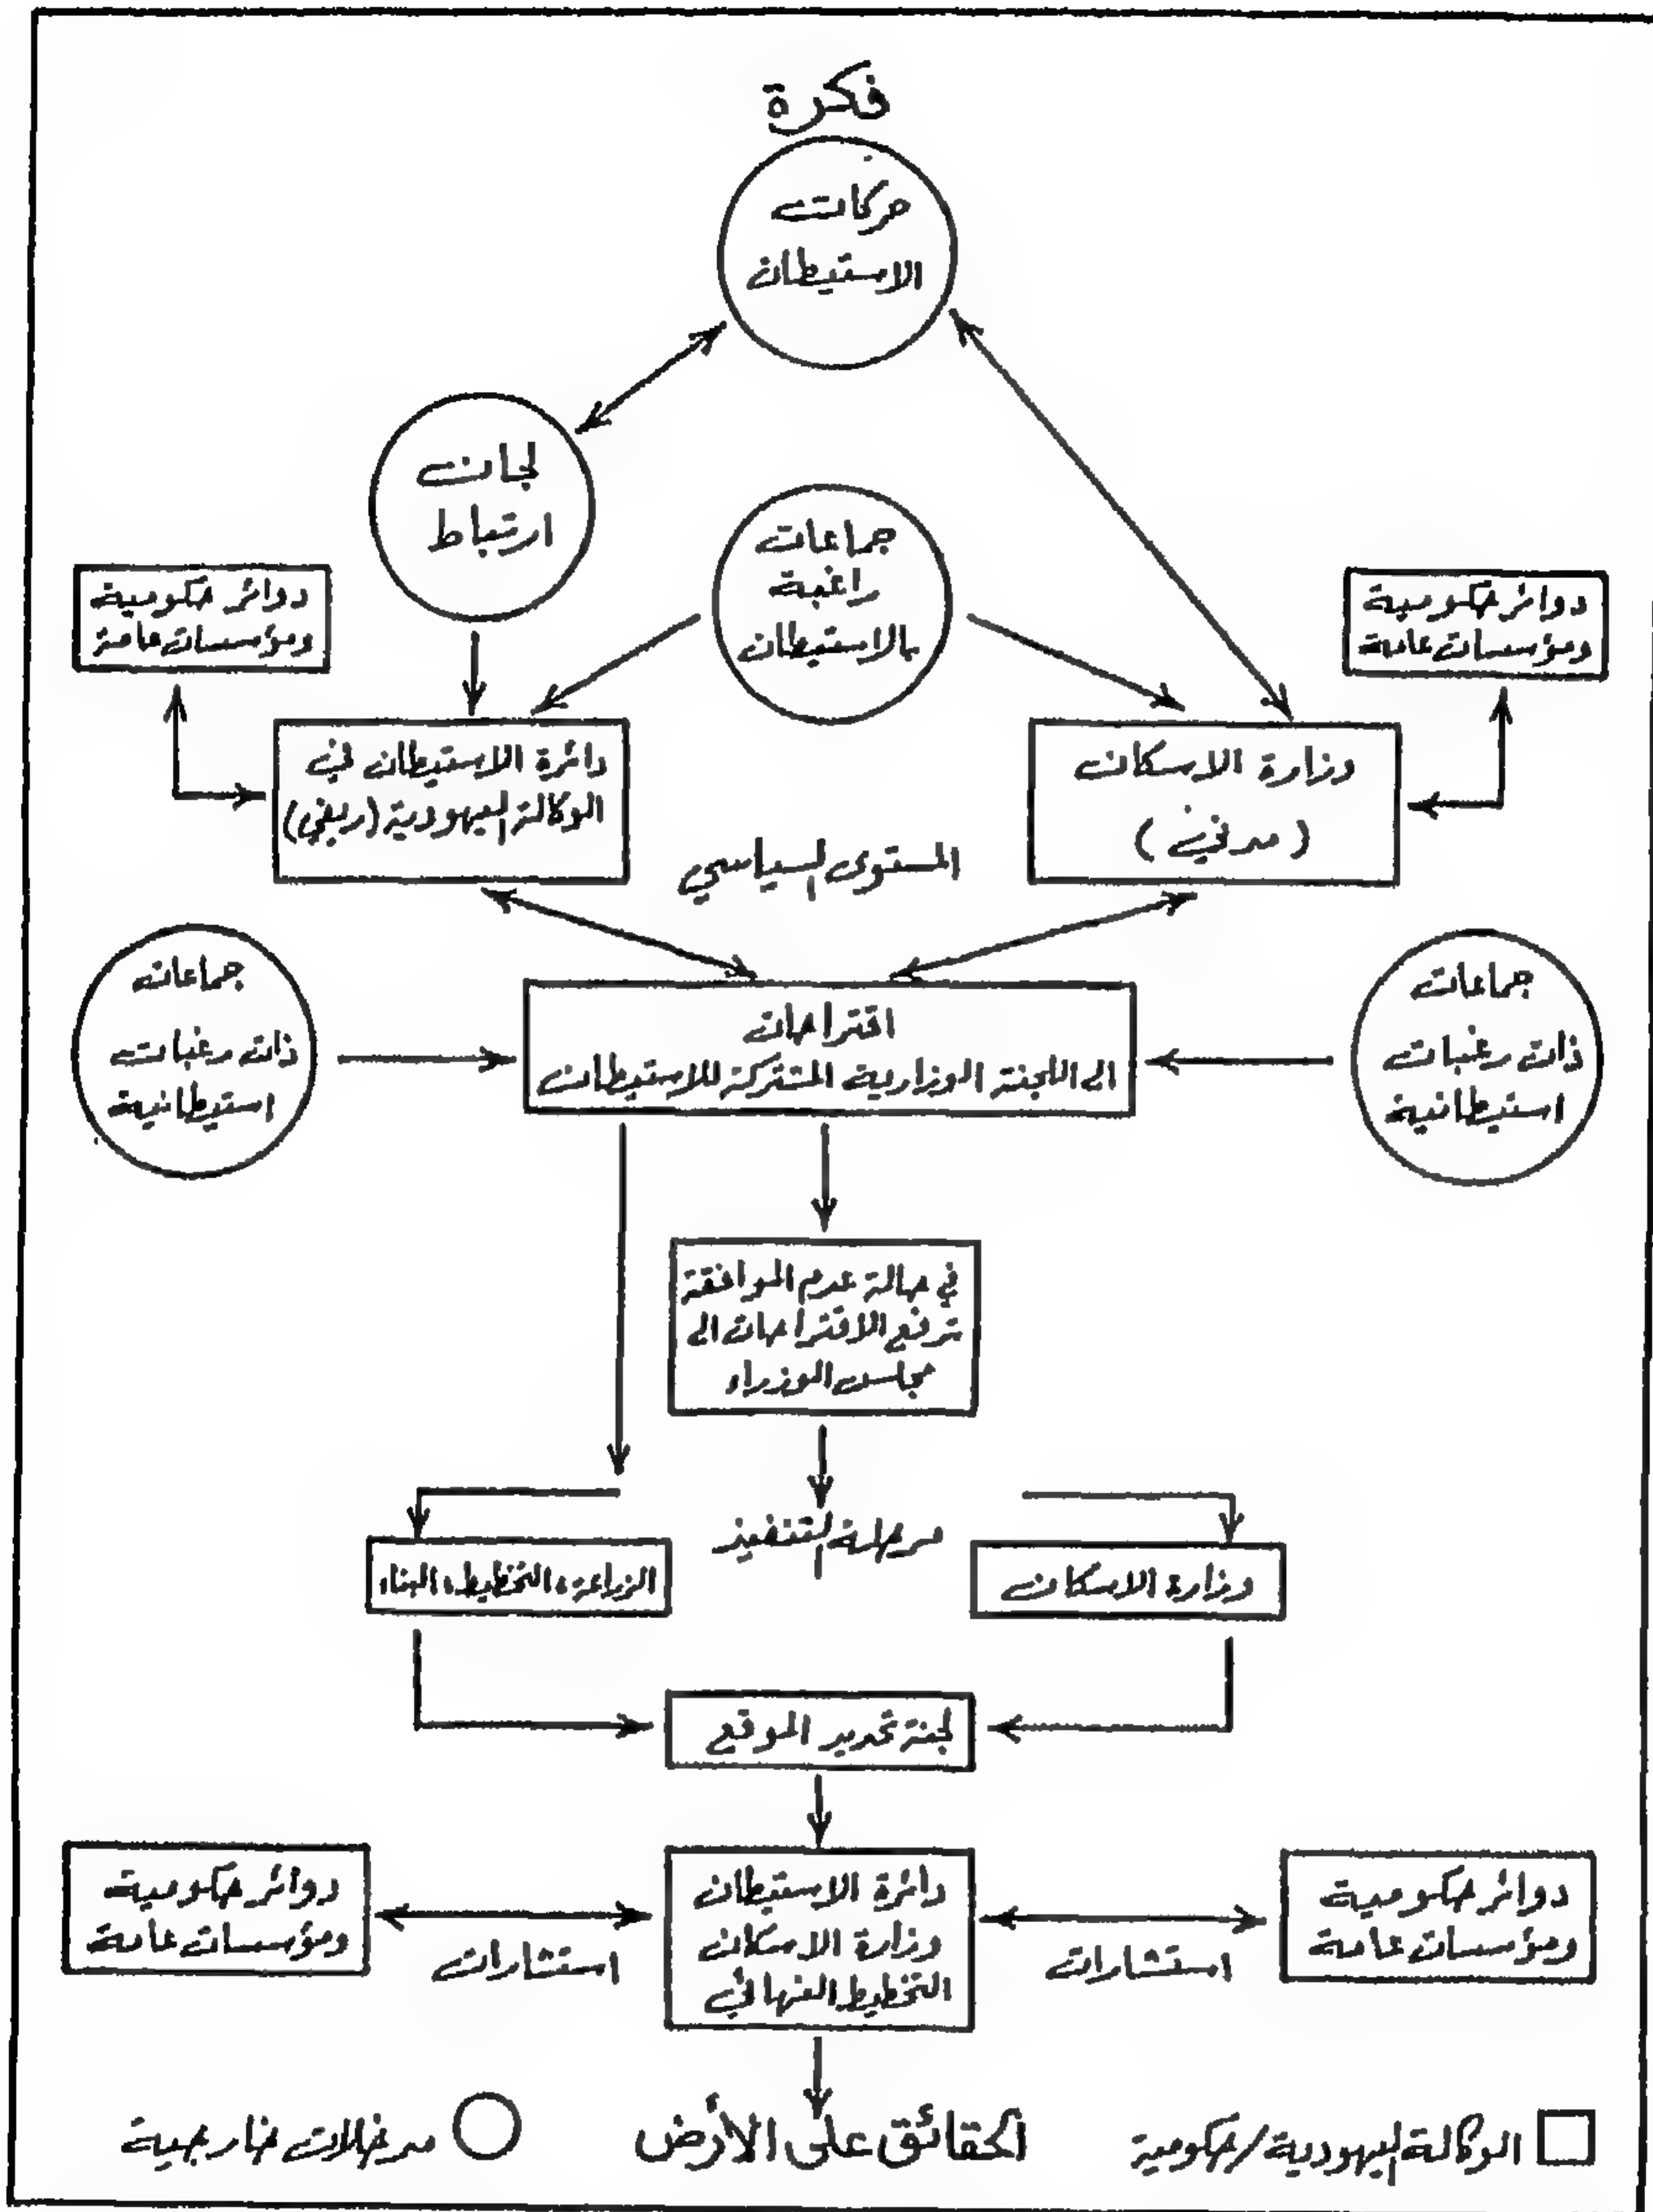 فكرة
حركات
الاستيطان
لجان
ارتباط
جماعات
راغبة
بالاستيطان
دوائر حكومية
ومؤسسات عامة
دوائر حكومية
ومؤسسات عامة
وزارة الاسكان
(مدني)
دائرة الاستيطان في
الوكالة اليهودية (ريفي)
المستوى السياسي
جماعات
ذات رغبات
استيطانية
اقتراحات
الى اللجنة الوزارية المشتركة للاستيطان
جماعات
ذات رغبات
استيطانية
في حالة عدم الموافقة
ترفع الاقتراحات الى
مجلس الوزراء
مرحلة التنفيذ
وزارة الاسكان
الزراعة، التخطيط، البناء
لجنة تحديد الموقع
دوائر حكومية
ومؤسسات عامة
استشارات
دائرة الاستيطان
وزارة الاسكان
التخطيط النهائي
استشارات
دوائر حكومية
ومؤسسات عامة
الوكالة اليهودية/حكومية
الحقائق على الأرض
مدخلات خارجية